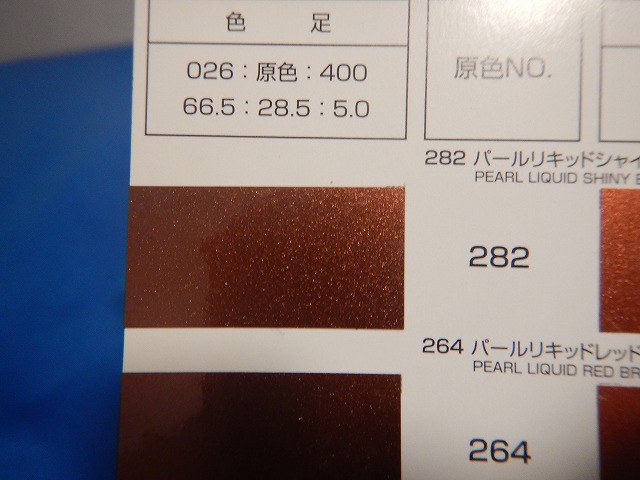 色 足
026：原色：400
66.5：28.5：5.0
原色NO.
282 パールリキッドシャイ
PEARL LIQUID SHINY
282
264 パールリキッドレッド
PEARL LIQUID RED BR
264